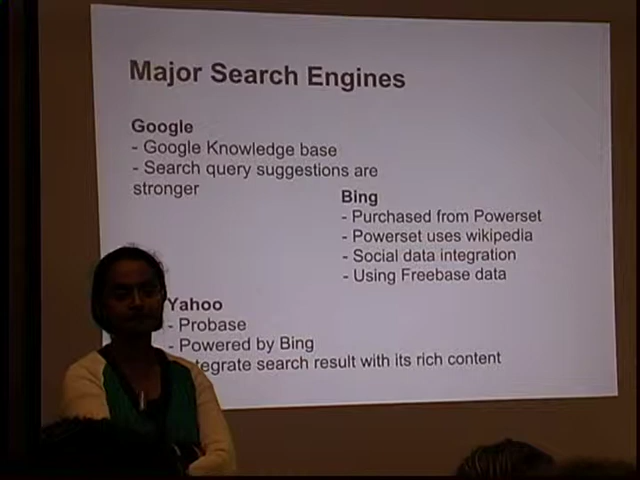 Major Search Engines
Google
- Google Knowledge base
- Search query suggestions are
stronger
Bing
- Purchased from Powerset
- Powerset uses wikipedia
- Social data integration
- Using Freebase data
Yahoo
- Probase
- Powered by Bing
search result with its rich content